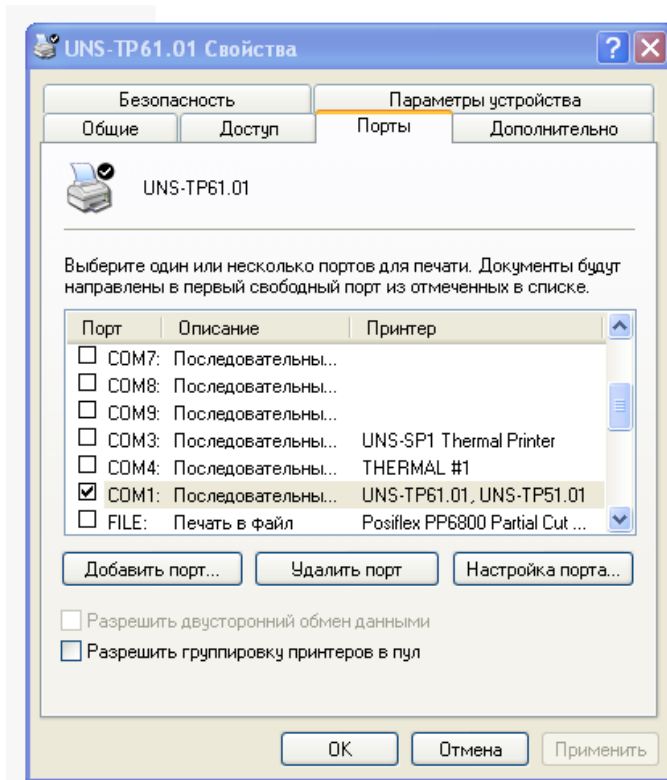 UNS-TP61.01 Свойства
Безопасность Параметры устройства
Общие Доступ Порты Дополнительно
UNS-TP61.01
Выберите один или несколько портов для печати. Документы будут
направлены в первый свободный порт из отмеченных в списке.
Порт Описание Принтер
COM7: Последовательны...
COM8: Последовательны...
COM9: Последовательны...
COM3: Последовательны... UNS-SP1 Thermal Printer
COM4: Последовательны... THERMAL #1
COM1: Последовательны... UNS-TP61.01, UNS-TP51.01
FILE: Печать в файл Posiflex PP6800 Partial Cut ...
Добавить порт... Удалить порт Настройка порта...
Разрешить двусторонний обмен данными
Разрешить группировку принтеров в пул
OK Отмена Применить